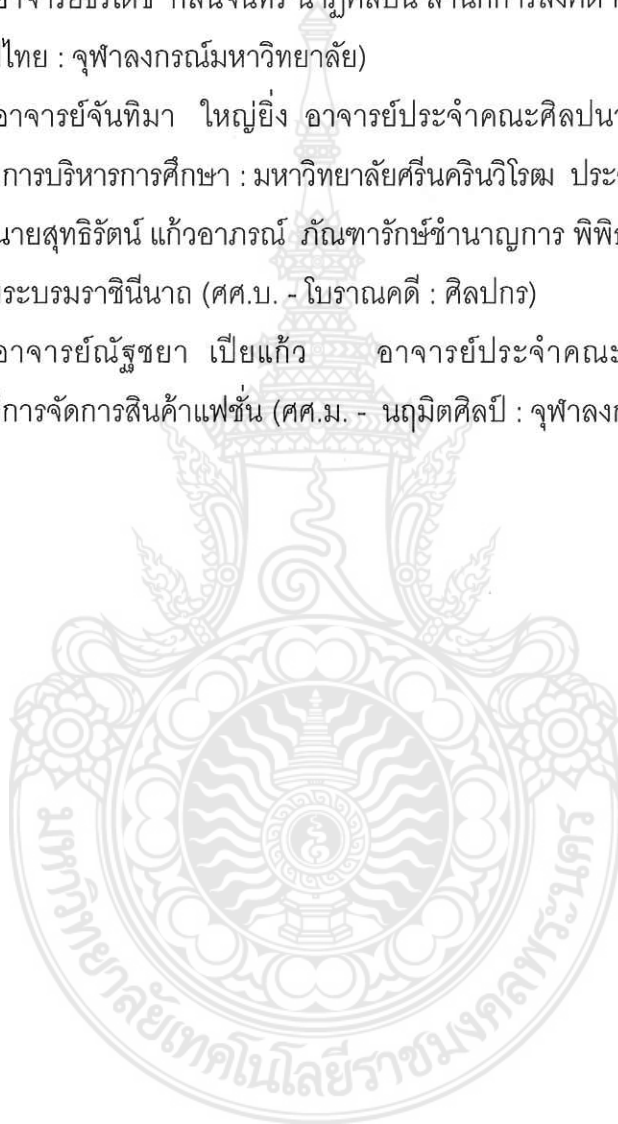 ไทย : จุฬาลงกรณ์มหาวิทยาลัย)
อาจารย์จันทิมา ใหญ่ยิ่ง อาจารย์ประจำคณะศิลปนา
การบริหารการศึกษา : มหาวิทยาลัยศรีนครินวิโรฒ ประ
นายสุทธิรัตน์ แก้วอาภรณ์ ภัณฑารักษ์ชำนาญการ พิพิ
ระบรมราชินีนาถ (ศศ.บ. - โบราณคดี : ศิลปกร)
อาจารย์ณัฐชยา เปียแก้ว อาจารย์ประจำคณะ
การจัดการสินค้าแฟชั่น (ศศ.ม. - นฤมิตศิลป์ : จุฬาลงก
มหาวิทยาลัยเทคโนโลยีราชมงคลพระนคร